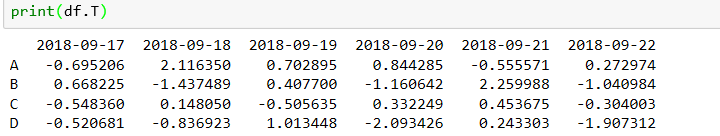 print(df.T)
2018-09-17 2018-09-18 2018-09-19 2018-09-20 2018-09-21 2018-09-22
A -0.695206 2.116350 0.702895 0.844285 -0.555571 0.272974
B 0.668225 -1.437489 0.407700 -1.160642 2.259988 -1.040984
C -0.548360 0.148050 -0.505635 0.332249 0.453675 -0.304003
D -0.520681 -0.836923 1.013448 -2.093426 0.243303 -1.907312